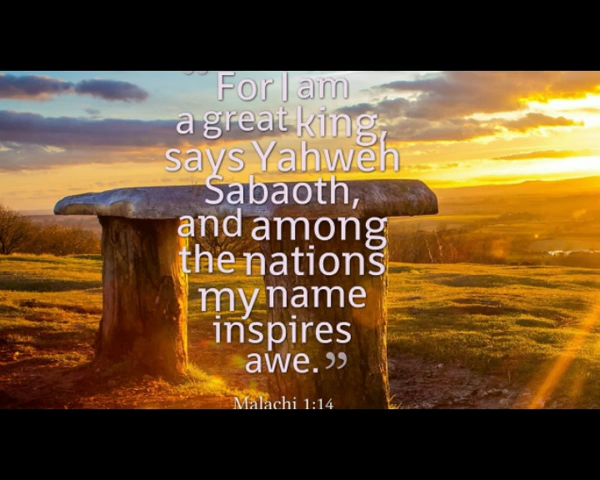 “
For I am
a great king,
says Yahweh
Sabaoth,
and among
the nations
my name
inspires
awe.”
Malachi 1:14